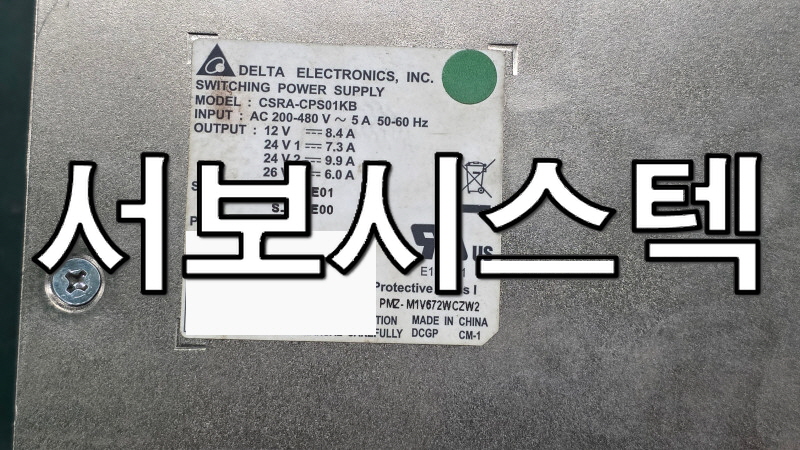 DELTA ELECTRONICS, INC.
SWITCHING POWER SUPPLY
MODEL : CSRA-CPS01KB
INPUT : AC 200-480 V ~ 5 A 50-60 Hz
OUTPUT : 12 V ⎓ 8.4 A
24 V 1 ⎓ 7.3 A
24 V 2 ⎓ 9.9 A
26 ⎓ 6.0 A
서보시스텍
US
PMZ- M1V672WCZW2
MADE IN CHINA
DCGP CM-1